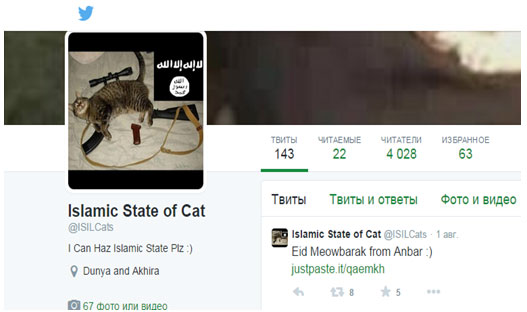 لا إله إلا الله
الله
رسول
محمد
ТВИТЫ ЧИТАЕМЫЕ ЧИТАТЕЛИ ИЗБРАННОЕ
143 22 4 028 63
Islamic State of Cat
@ISILCats
I Can Haz Islamic State Plz :)
Dunya and Akhira
67 фото или видео
Твиты Твиты и ответы Фото и видео
Islamic State of Cat @ISILCats · 1 авг.
Eid Meowbarak from Anbar :)
justpaste.it/qaemkh
8 5